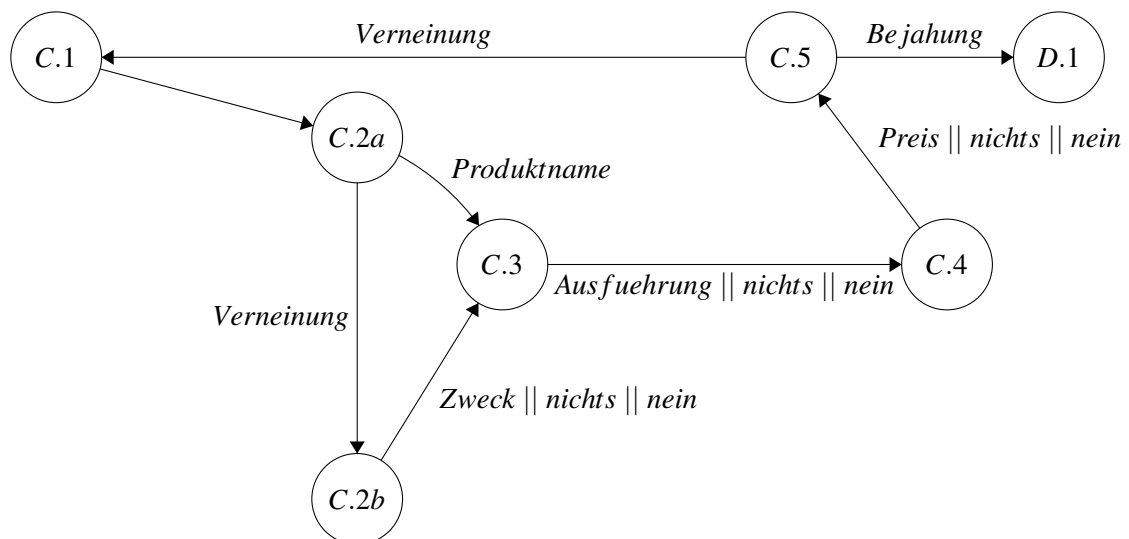 Verneinung
Bejahung
C.1
C.5
D.1
C.2a
Preis || nichts || nein
Produktname
C.3
C.4
Ausfuehrung || nichts || nein
Verneinung
Zweck || nichts || nein
C.2b